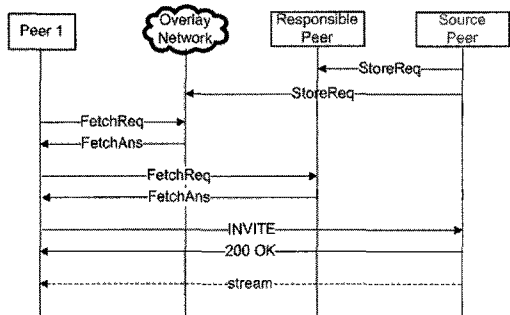 Peer 1
Overlay
Network
Responsible
Peer
Source
Peer
StoreReq
StoreReq
FetchReq
FetchAns
FetchReq
FetchAns
INVITE
200 OK
stream